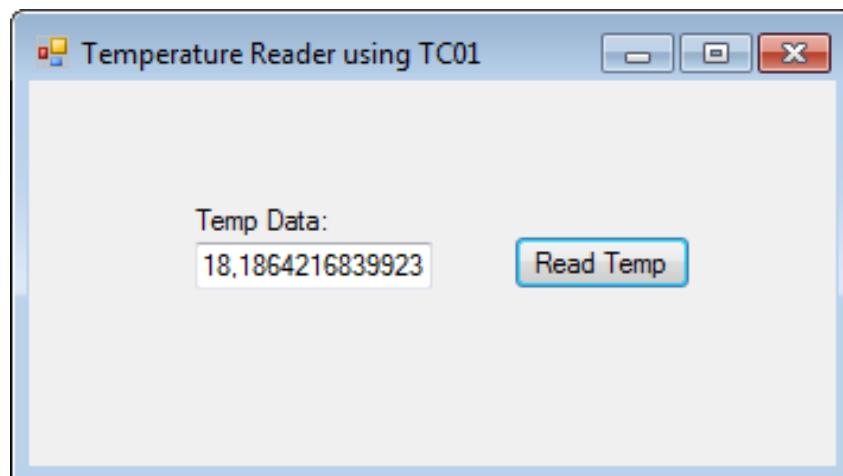 Temperature Reader using TC01
Temp Data:
18,1864216839923
Read Temp